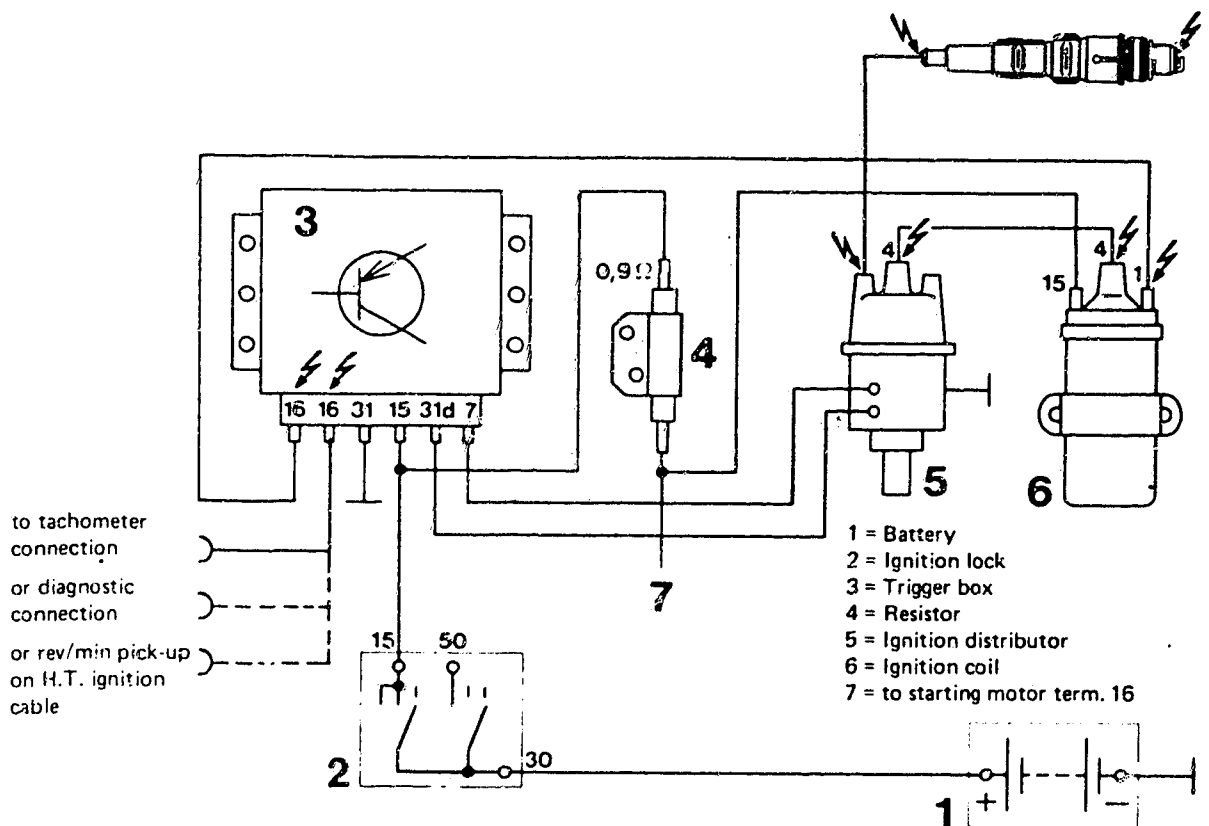 3
0,9Ω
4
4
4
15
1
16 16 31 15 31d 7
5
6
to tachometer
connection
or diagnostic
connection
or rev/min pick-up
on H.T. ignition
cable
7
1 = Battery
2 = Ignition lock
3 = Trigger box
4 = Resistor
5 = Ignition distributor
6 = Ignition coil
7 = to starting motor term. 16
15 50
30
2
1
+ −